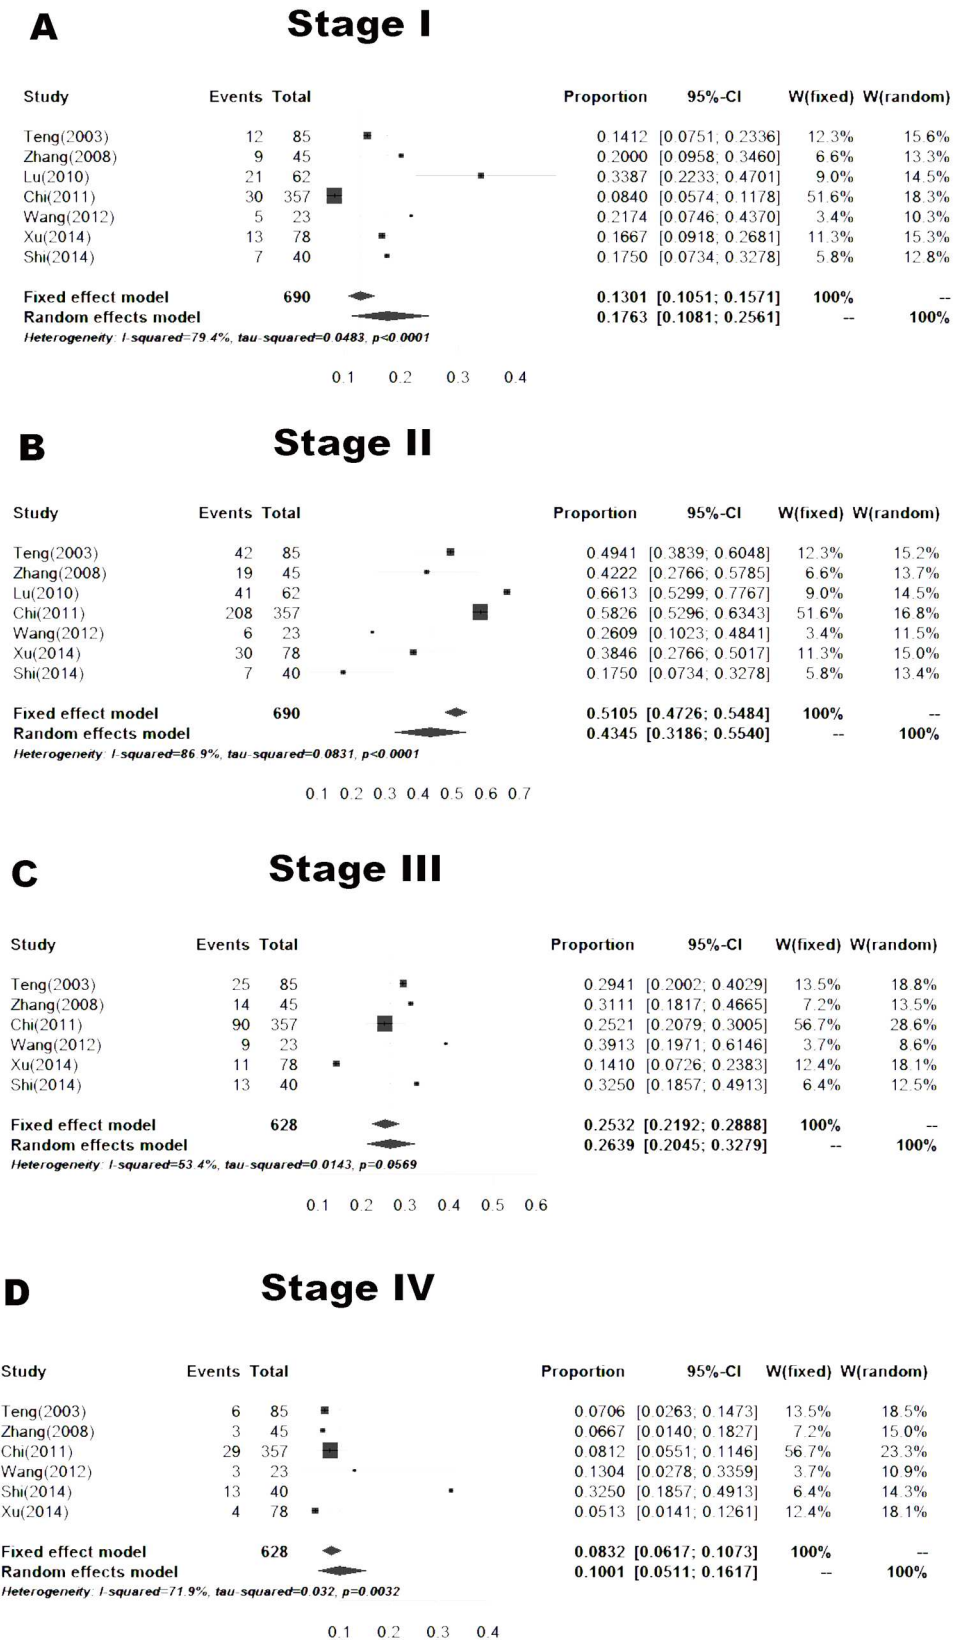 A Stage I
Study Events Total Proportion 95%-CI W(fixed) W(random)
Teng(2003) 12 85 0.1412 [0.0751; 0.2336] 12.3% 15.6%
Zhang(2008) 9 45 0.2000 [0.0958; 0.3460] 6.6% 13.3%
Lu(2010) 21 62 0.3387 [0.2233; 0.4701] 9.0% 14.5%
Chi(2011) 30 357 0.0840 [0.0574; 0.1178] 51.6% 18.3%
Wang(2012) 5 23 0.2174 [0.0746; 0.4370] 3.4% 10.3%
Xu(2014) 13 78 0.1667 [0.0918; 0.2681] 11.3% 15.3%
Shi(2014) 7 40 0.1750 [0.0734; 0.3278] 5.8% 12.8%
Fixed effect model 690 0.1301 [0.1051; 0.1571] 100% --
Random effects model 0.1763 [0.1081; 0.2561] -- 100%
Heterogeneity: I-squared=79.4%, tau-squared=0.0483, p<0.0001
0.1 0.2 0.3 0.4
B Stage II
Study Events Total Proportion 95%-CI W(fixed) W(random)
Teng(2003) 42 85 0.4941 [0.3839; 0.6048] 12.3% 15.2%
Zhang(2008) 19 45 0.4222 [0.2766; 0.5785] 6.6% 13.7%
Lu(2010) 41 62 0.6613 [0.5299; 0.7767] 9.0% 14.5%
Chi(2011) 208 357 0.5826 [0.5296; 0.6343] 51.6% 16.8%
Wang(2012) 6 23 0.2609 [0.1023; 0.4841] 3.4% 11.5%
Xu(2014) 30 78 0.3846 [0.2766; 0.5017] 11.3% 15.0%
Shi(2014) 7 40 0.1750 [0.0734; 0.3278] 5.8% 13.4%
Fixed effect model 690 0.5105 [0.4726; 0.5484] 100% --
Random effects model 0.4345 [0.3186; 0.5540] -- 100%
Heterogeneity: I-squared=86.9%, tau-squared=0.0831, p<0.0001
0.1 0.2 0.3 0.4 0.5 0.6 0.7
C Stage III
Study Events Total Proportion 95%-CI W(fixed) W(random)
Teng(2003) 25 85 0.2941 [0.2002; 0.4029] 13.5% 18.8%
Zhang(2008) 14 45 0.3111 [0.1817; 0.4665] 7.2% 13.5%
Chi(2011) 90 357 0.2521 [0.2079; 0.3005] 56.7% 28.6%
Wang(2012) 9 23 0.3913 [0.1971; 0.6146] 3.7% 8.6%
Xu(2014) 11 78 0.1410 [0.0726; 0.2383] 12.4% 18.1%
Shi(2014) 13 40 0.3250 [0.1857; 0.4913] 6.4% 12.5%
Fixed effect model 628 0.2532 [0.2192; 0.2888] 100% --
Random effects model 0.2639 [0.2045; 0.3279] -- 100%
Heterogeneity: I-squared=53.4%, tau-squared=0.0143, p=0.0569
0.1 0.2 0.3 0.4 0.5 0.6
D Stage IV
Study Events Total Proportion 95%-CI W(fixed) W(random)
Teng(2003) 6 85 0.0706 [0.0263; 0.1473] 13.5% 18.5%
Zhang(2008) 3 45 0.0667 [0.0140; 0.1827] 7.2% 15.0%
Chi(2011) 29 357 0.0812 [0.0551; 0.1146] 56.7% 23.3%
Wang(2012) 3 23 0.1304 [0.0278; 0.3359] 3.7% 10.9%
Shi(2014) 13 40 0.3250 [0.1857; 0.4913] 6.4% 14.3%
Xu(2014) 4 78 0.0513 [0.0141; 0.1261] 12.4% 18.1%
Fixed effect model 628 0.0832 [0.0617; 0.1073] 100% --
Random effects model 0.1001 [0.0511; 0.1617] -- 100%
Heterogeneity: I-squared=71.9%, tau-squared=0.032, p=0.0032
0.1 0.2 0.3 0.4